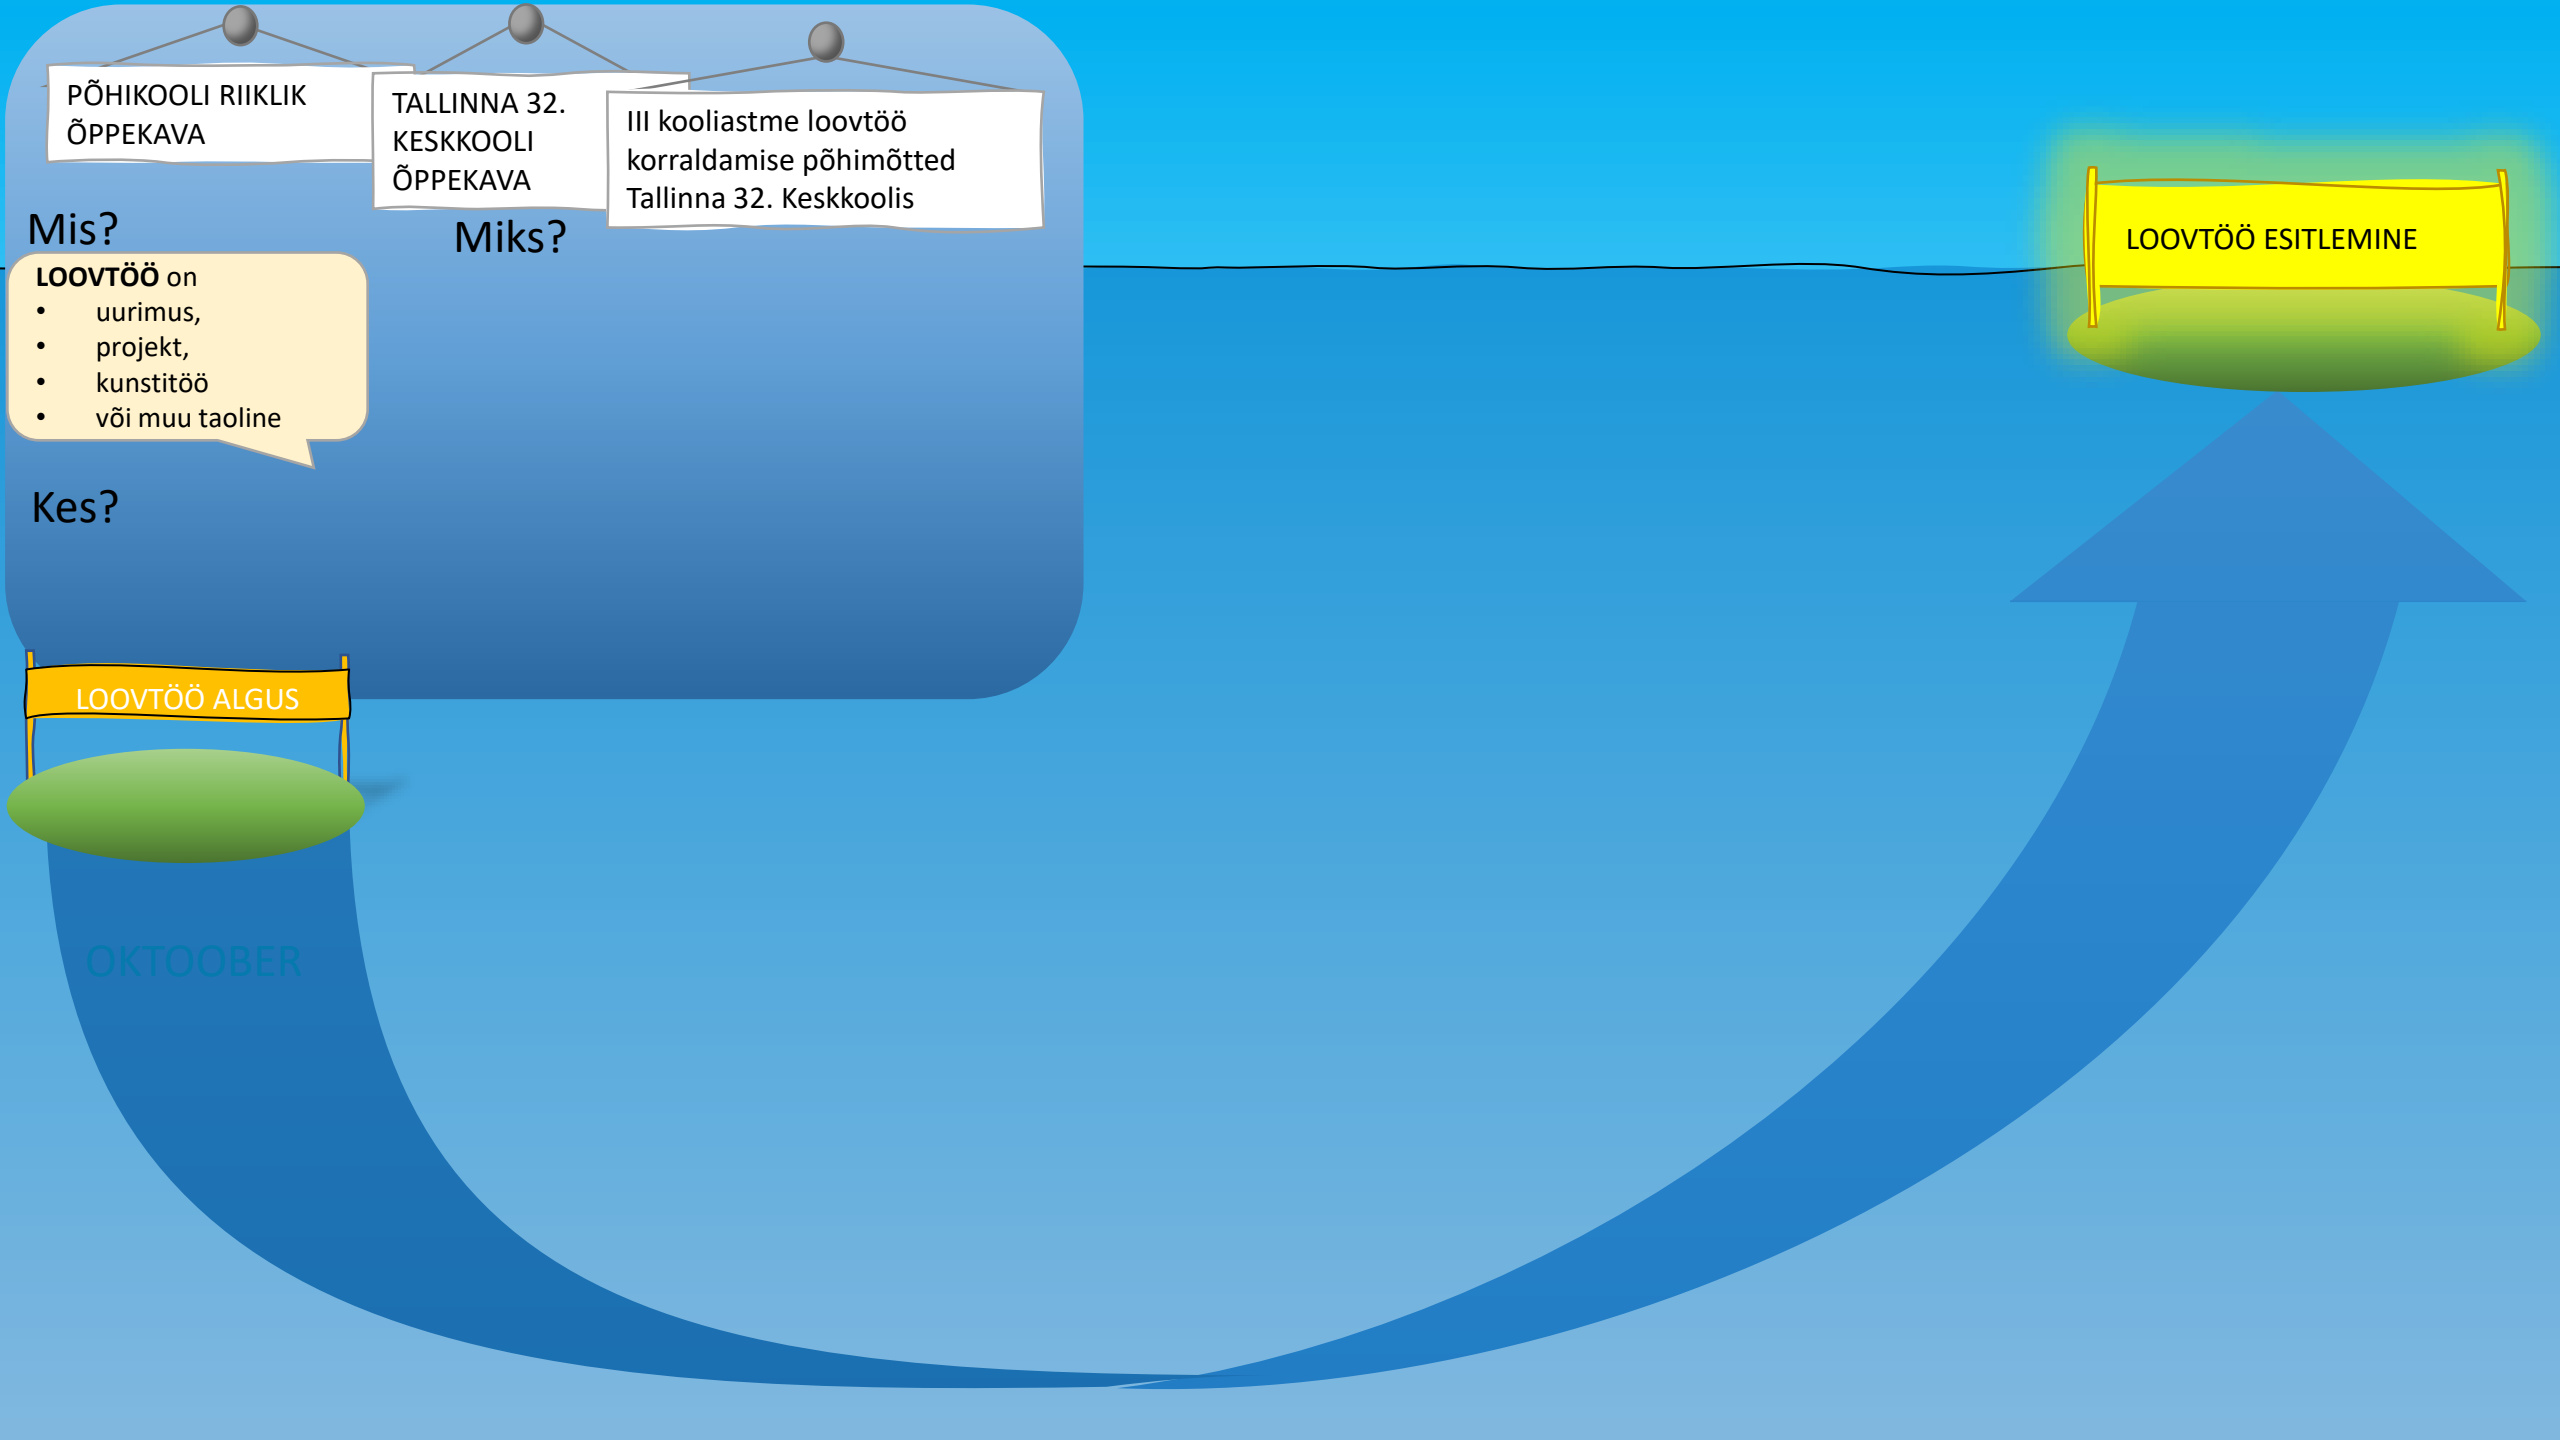 PÕHIKOOLI RIIKLIK
ÕPPEKAVA
TALLINNA 32.
KESKKOOLI
ÕPPEKAVA
III kooliastme loovtöö
korraldamise põhimõtted
Tallinna 32. Keskkoolis
Mis?
Miks?
LOOVTÖÖ on
• uurimus,
• projekt,
• kunstitöö
• või muu taoline
Kes?
LOOVTÖÖ ESITLEMINE
LOOVTÖÖ ALGUS
OKTOOBER